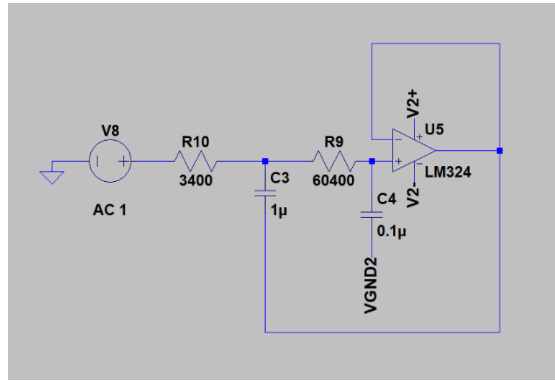 V8
AC 1
R10
3400
C3
1µ
R9
60400
C4
0.1µ
VGND2
V2+
U5
LM324
V2-